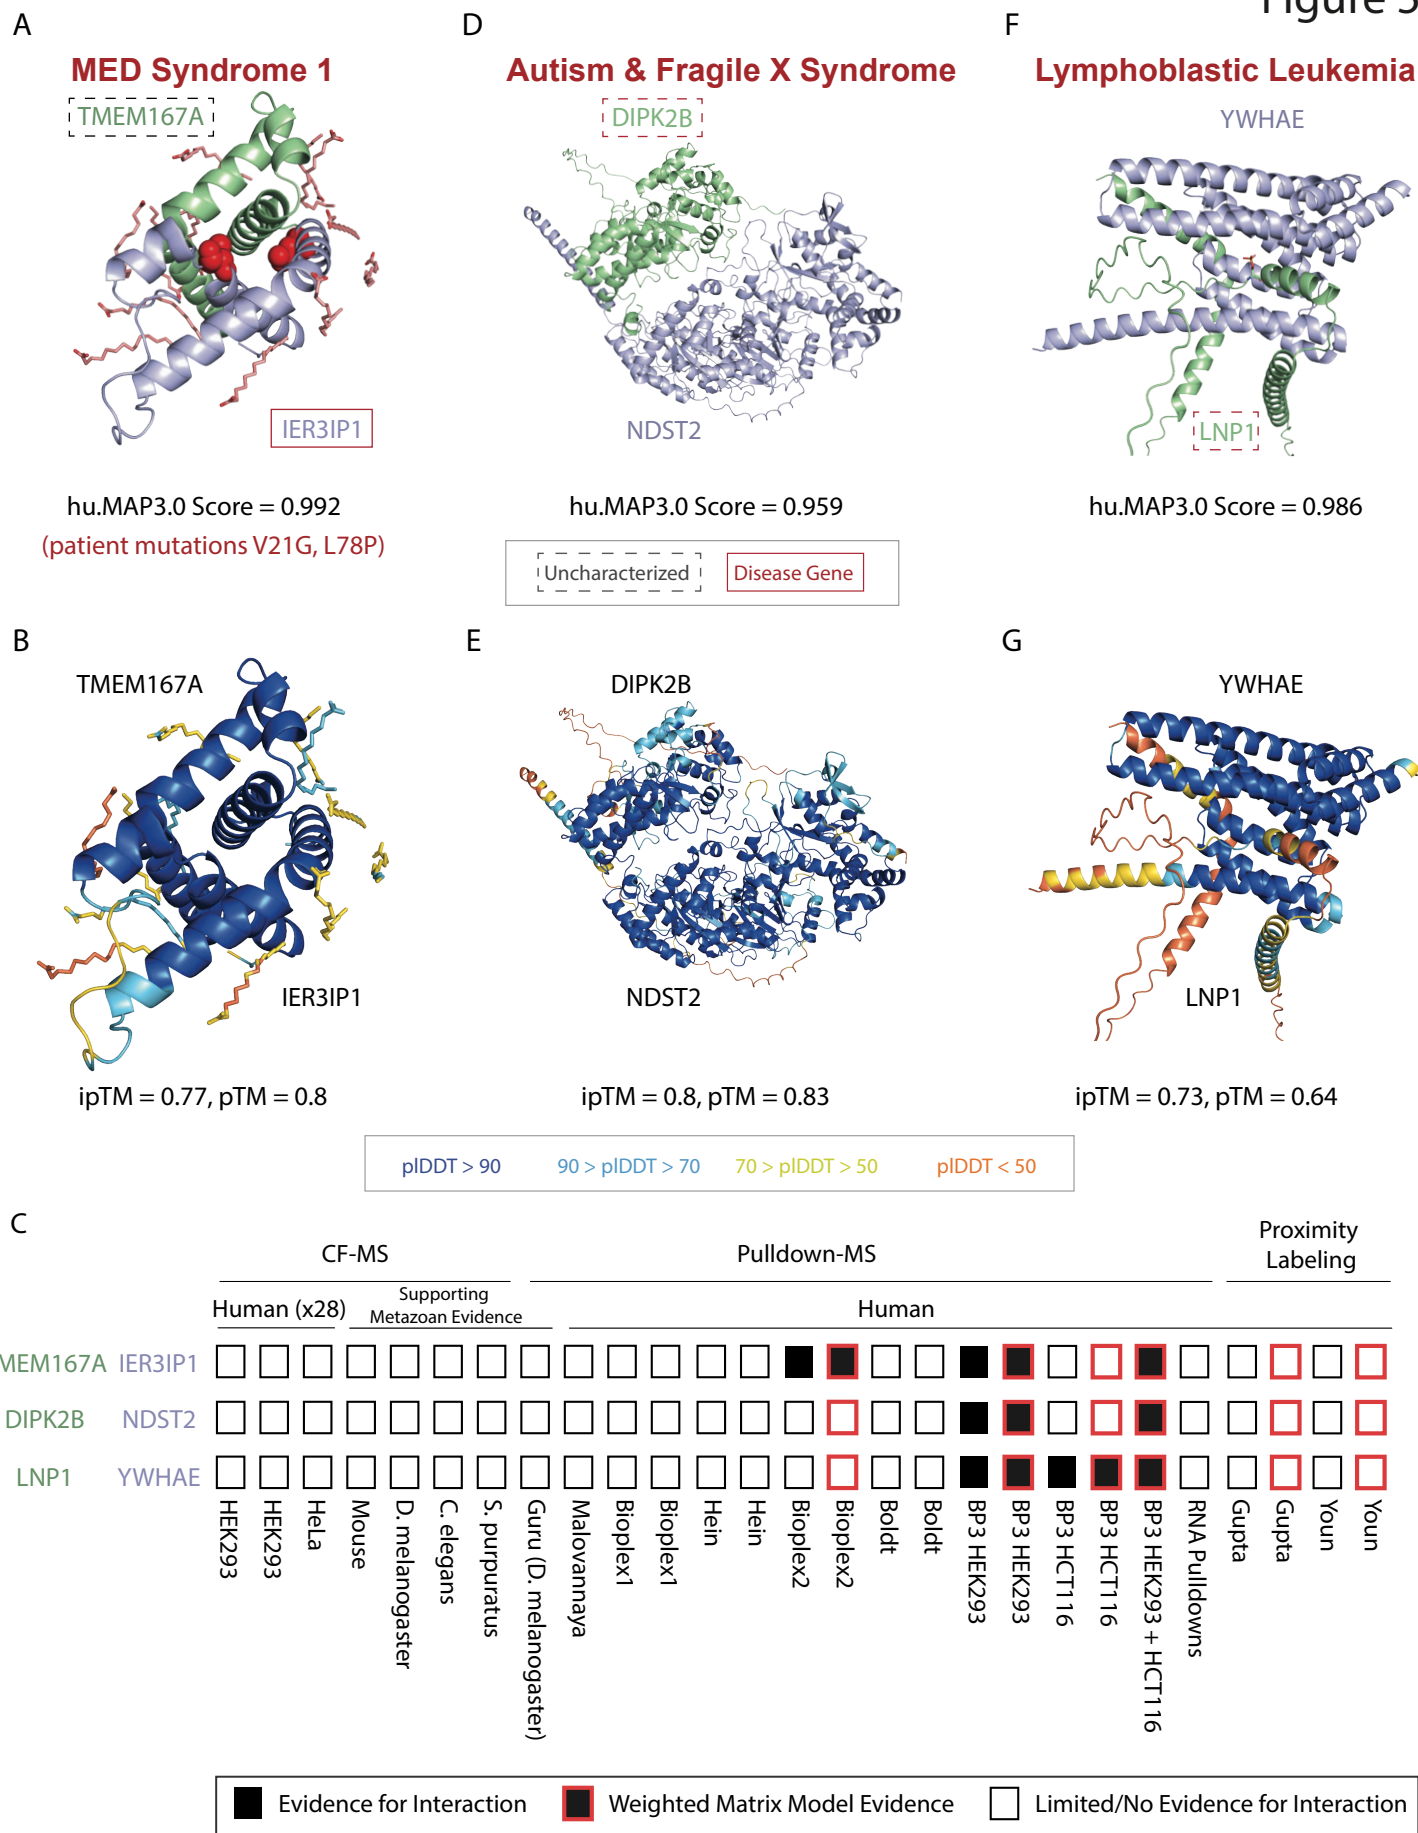 Figure 5
A
D
F
MED Syndrome 1
Autism & Fragile X Syndrome
Lymphoblastic Leukemia
TMEM167A
DIPK2B
YWHAE
IER3IP1
NDST2
LNP1
hu.MAP3.0 Score = 0.992
hu.MAP3.0 Score = 0.959
hu.MAP3.0 Score = 0.986
(patient mutations V21G, L78P)
Uncharacterized
Disease Gene
B
E
G
TMEM167A
DIPK2B
YWHAE
IER3IP1
NDST2
LNP1
ipTM = 0.77, pTM = 0.8
ipTM = 0.8, pTM = 0.83
ipTM = 0.73, pTM = 0.64
plDDT > 90
90 > plDDT > 70
70 > plDDT > 50
plDDT < 50
C
CF-MS
Pulldown-MS
Proximity
Labeling
Human (x28)
Supporting
Metazoan Evidence
Human
MEM167A IER3IP1
DIPK2B NDST2
LNP1 YWHAE
HEK293
HEK293
HeLa
Mouse
D. melanogaster
C. elegans
S. purpuratus
Guru (D. melanogaster)
Malovannaya
Bioplex1
Bioplex1
Hein
Hein
Bioplex2
Bioplex2
Boldt
Boldt
BP3 HEK293
BP3 HEK293
BP3 HCT116
BP3 HCT116
BP3 HEK293 + HCT116
RNA Pulldowns
Gupta
Gupta
Youn
Youn
Evidence for Interaction
Weighted Matrix Model Evidence
Limited/No Evidence for Interaction